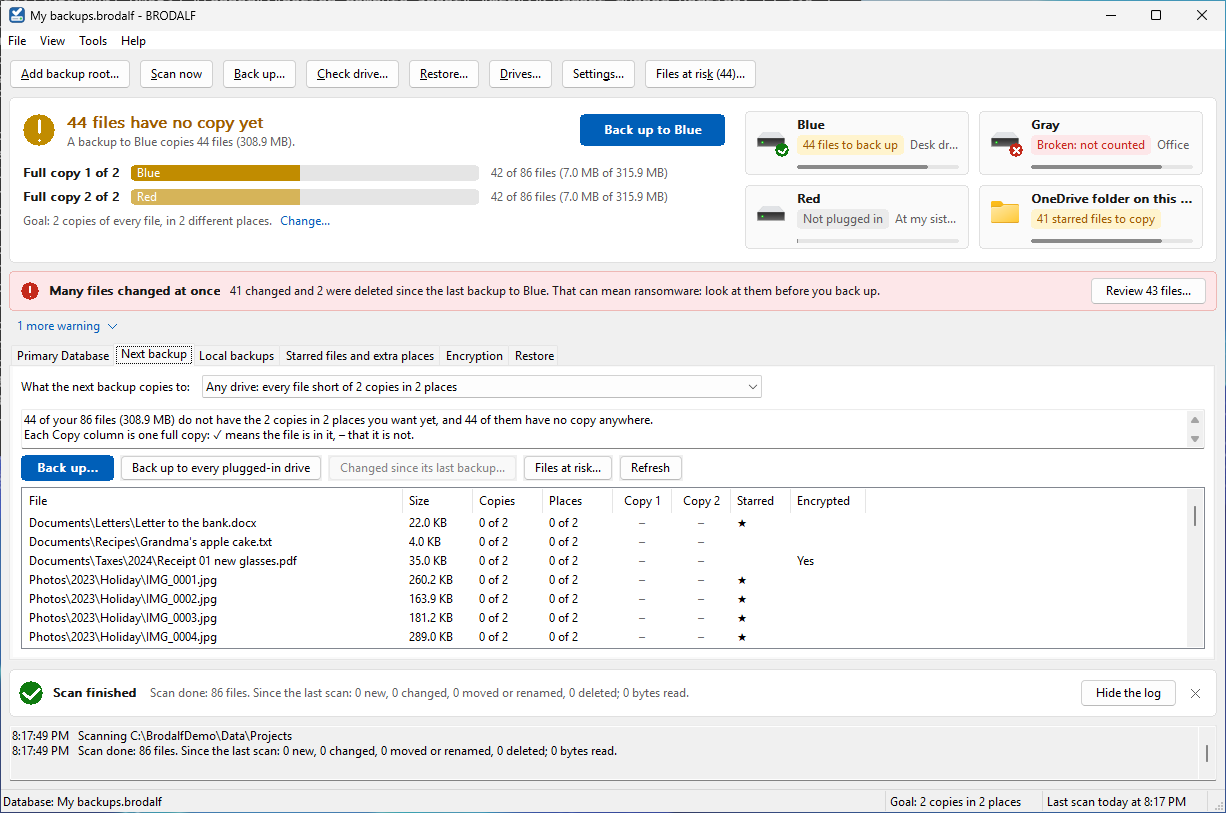 My backups.brodalf - BRODALF
File View Tools Help
Add backup root... Scan now Back up... Check drive... Restore... Drives... Settings... Files at risk (44)...
44 files have no copy yet
A backup to Blue copies 44 files (308.9 MB).
Back up to Blue
Full copy 1 of 2 Blue 42 of 86 files (7.0 MB of 315.9 MB)
Full copy 2 of 2 Red 42 of 86 files (7.0 MB of 315.9 MB)
Goal: 2 copies of every file, in 2 different places. Change...
Blue
44 files to back up Desk dr...
Gray
Broken: not counted Office
Red
Not plugged in At my sist...
OneDrive folder on this ...
41 starred files to copy
Many files changed at once 41 changed and 2 were deleted since the last backup to Blue. That can mean ransomware: look at them before you back up. Review 43 files...
1 more warning
Primary Database Next backup Local backups Starred files and extra places Encryption Restore
What the next backup copies to: Any drive: every file short of 2 copies in 2 places
44 of your 86 files (308.9 MB) do not have the 2 copies in 2 places you want yet, and 44 of them have no copy anywhere.
Each Copy column is one full copy: ✓ means the file is in it, – that it is not.
Back up... Back up to every plugged-in drive Changed since its last backup... Files at risk... Refresh
File Size Copies Places Copy 1 Copy 2 Starred Encrypted
Documents\Letters\Letter to the bank.docx 22.0 KB 0 of 2 0 of 2 – – ★
Documents\Recipes\Grandma's apple cake.txt 4.0 KB 0 of 2 0 of 2 – –
Documents\Taxes\2024\Receipt 01 new glasses.pdf 35.0 KB 0 of 2 0 of 2 – – Yes
Photos\2023\Holiday\IMG_0001.jpg 260.2 KB 0 of 2 0 of 2 – – ★
Photos\2023\Holiday\IMG_0002.jpg 163.9 KB 0 of 2 0 of 2 – – ★
Photos\2023\Holiday\IMG_0003.jpg 181.2 KB 0 of 2 0 of 2 – – ★
Photos\2023\Holiday\IMG_0004.jpg 289.0 KB 0 of 2 0 of 2 – – ★
Scan finished Scan done: 86 files. Since the last scan: 0 new, 0 changed, 0 moved or renamed, 0 deleted; 0 bytes read. Hide the log
8:17:49 PM Scanning C:\BrodalfDemo\Data\Projects
8:17:49 PM Scan done: 86 files. Since the last scan: 0 new, 0 changed, 0 moved or renamed, 0 deleted; 0 bytes read.
Database: My backups.brodalf Goal: 2 copies in 2 places Last scan today at 8:17 PM